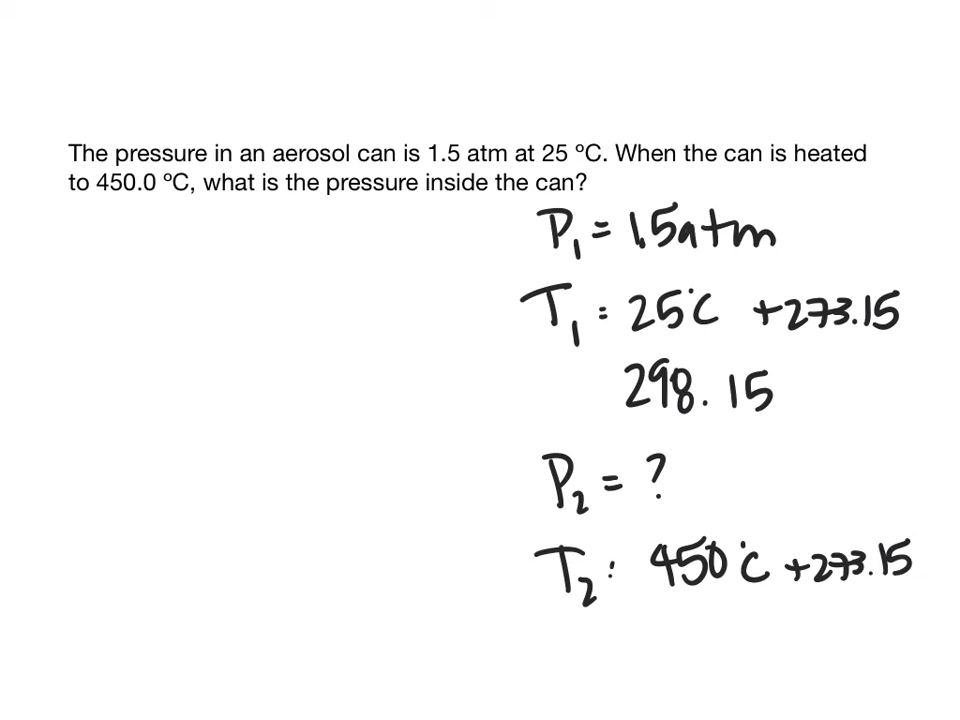 The pressure in an aerosol can is 1.5 atm at 25 ºC. When the can is heated
to 450.0 ºC, what is the pressure inside the can?
P₁ = 1.5atm
T₁ = 25°C +273.15
298.15
P₂ = ?
T₂ : 450°C +273.15